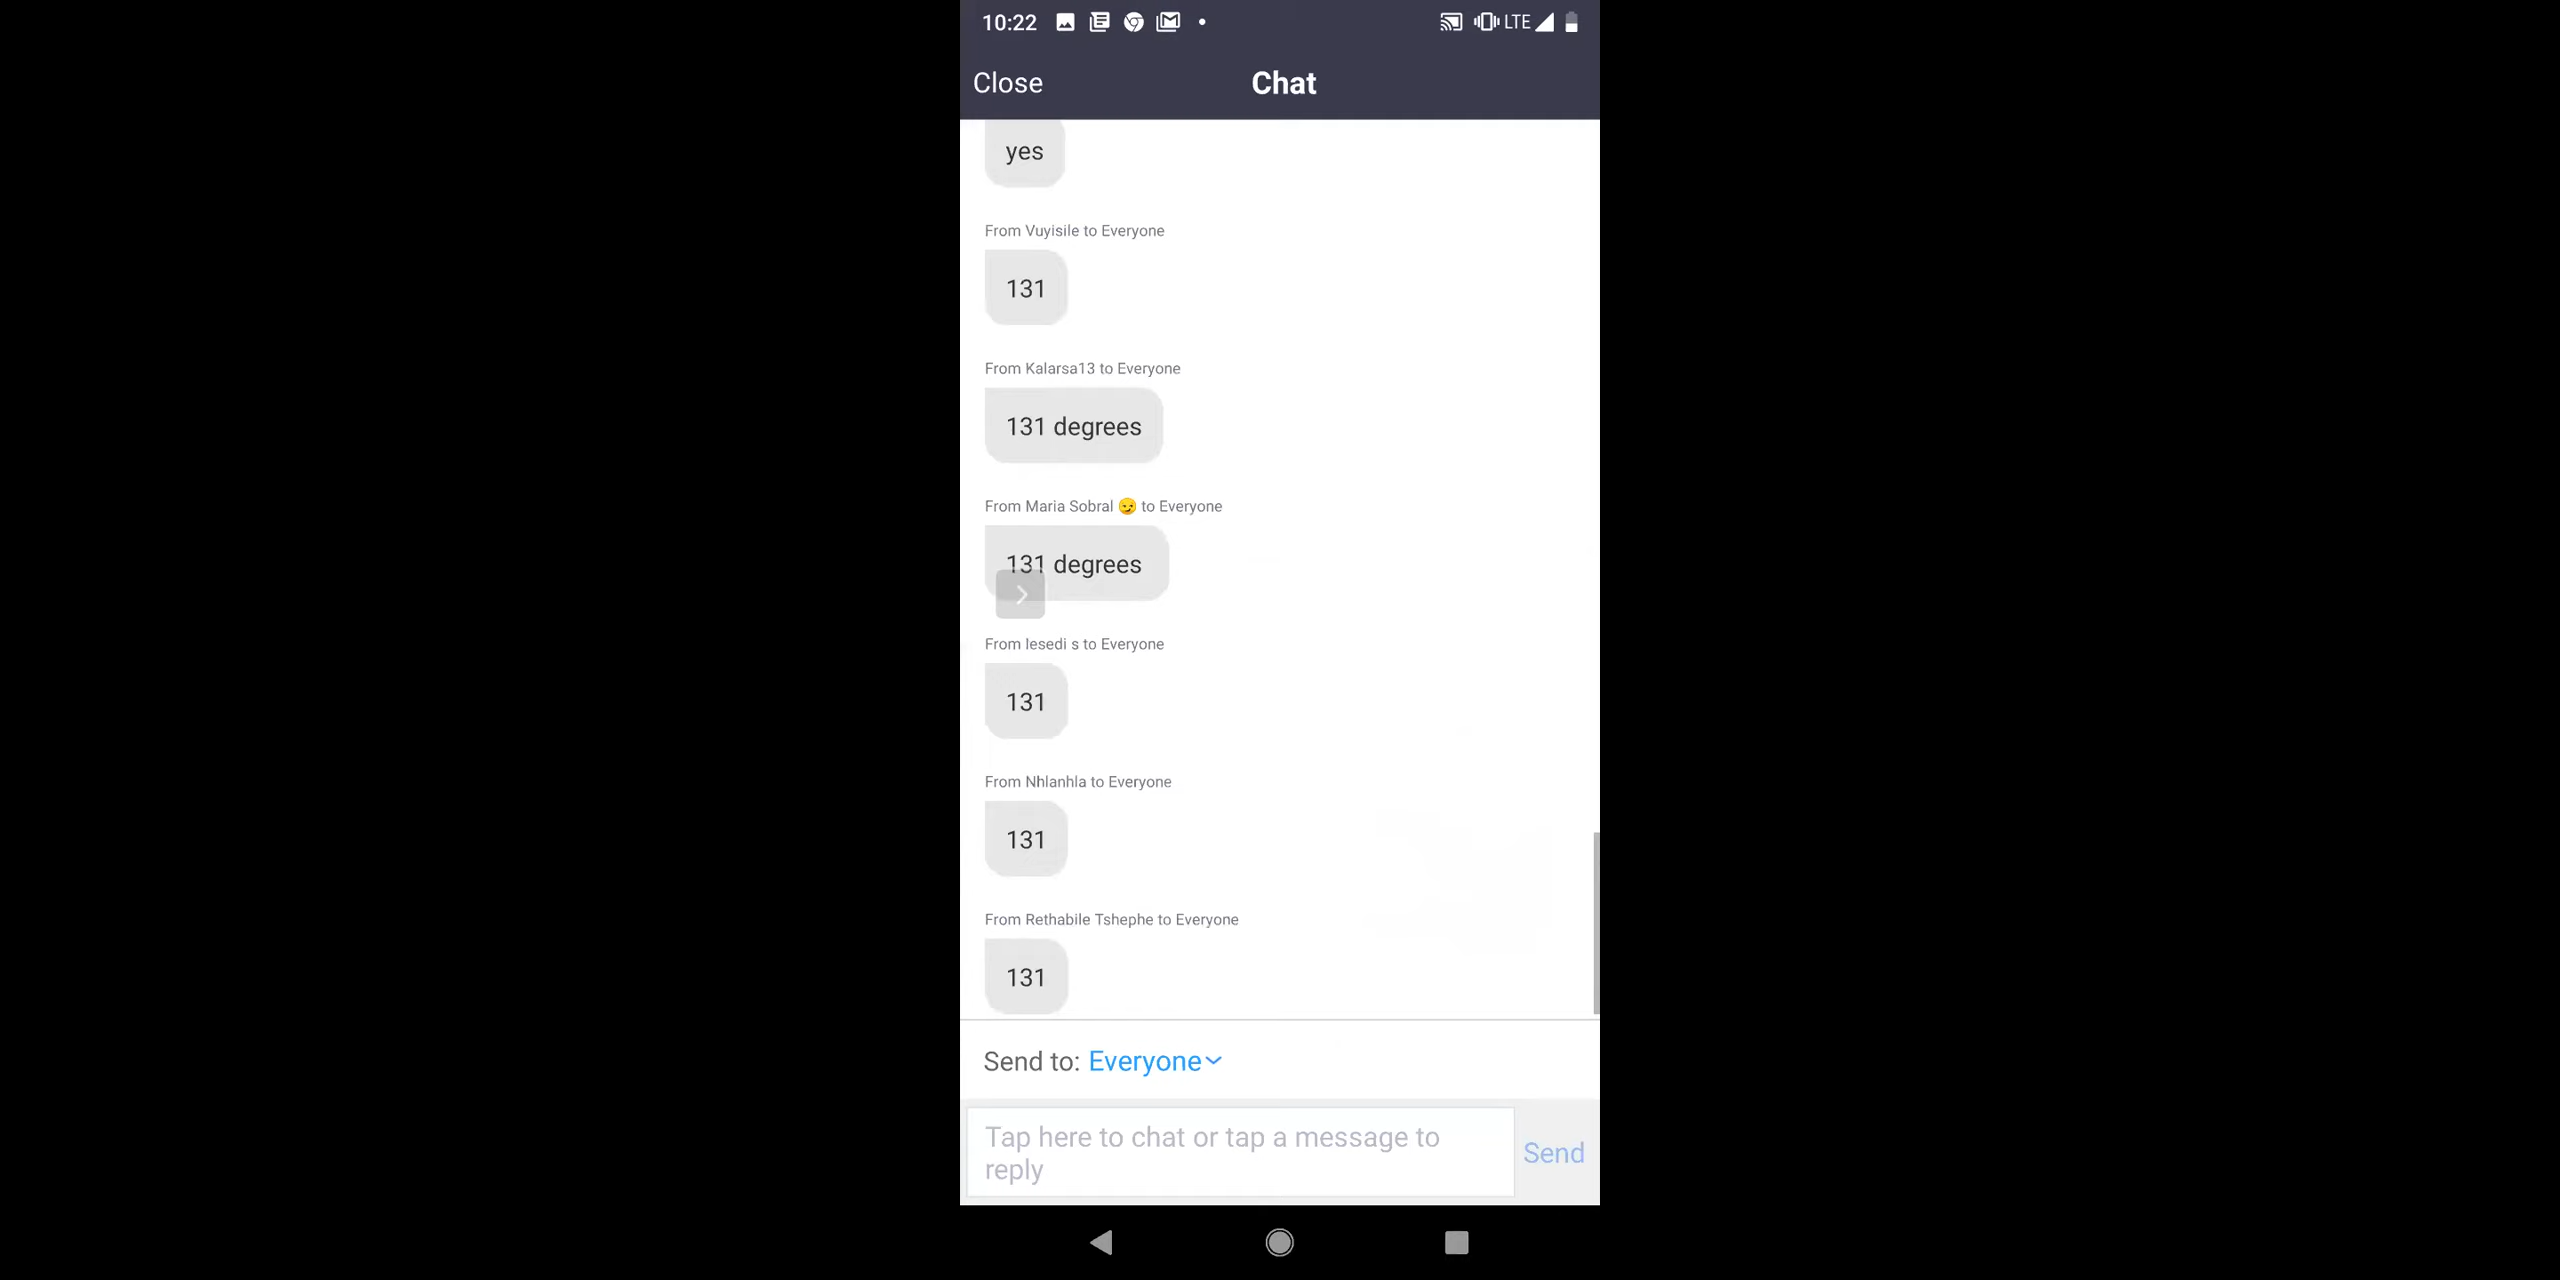 10:22 LTE
Close Chat
yes
From Vuyisile to Everyone
131
From Kalarsa13 to Everyone
131 degrees
From Maria Sobral 😏 to Everyone
131 degrees
From lesedi s to Everyone
131
From Nhlanhla to Everyone
131
From Rethabile Tshephe to Everyone
131
Send to: Everyone
Tap here to chat or tap a message to
reply
Send